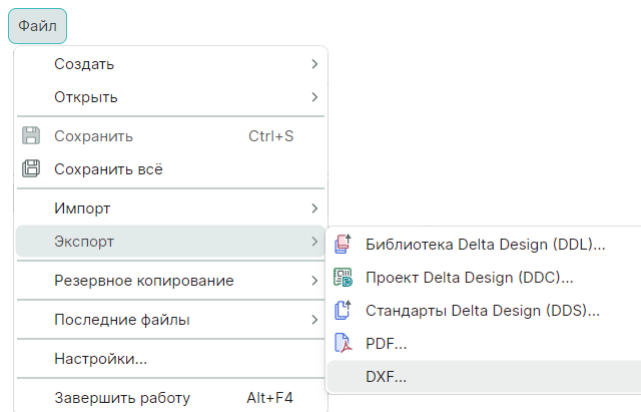 Файл
Создать
Открыть
Сохранить Ctrl+S
Сохранить всё
Импорт
Экспорт
Резервное копирование
Последние файлы
Настройки...
Завершить работу Alt+F4
Библиотека Delta Design (DDL)...
Проект Delta Design (DDC)...
Стандарты Delta Design (DDS)...
PDF...
DXF...